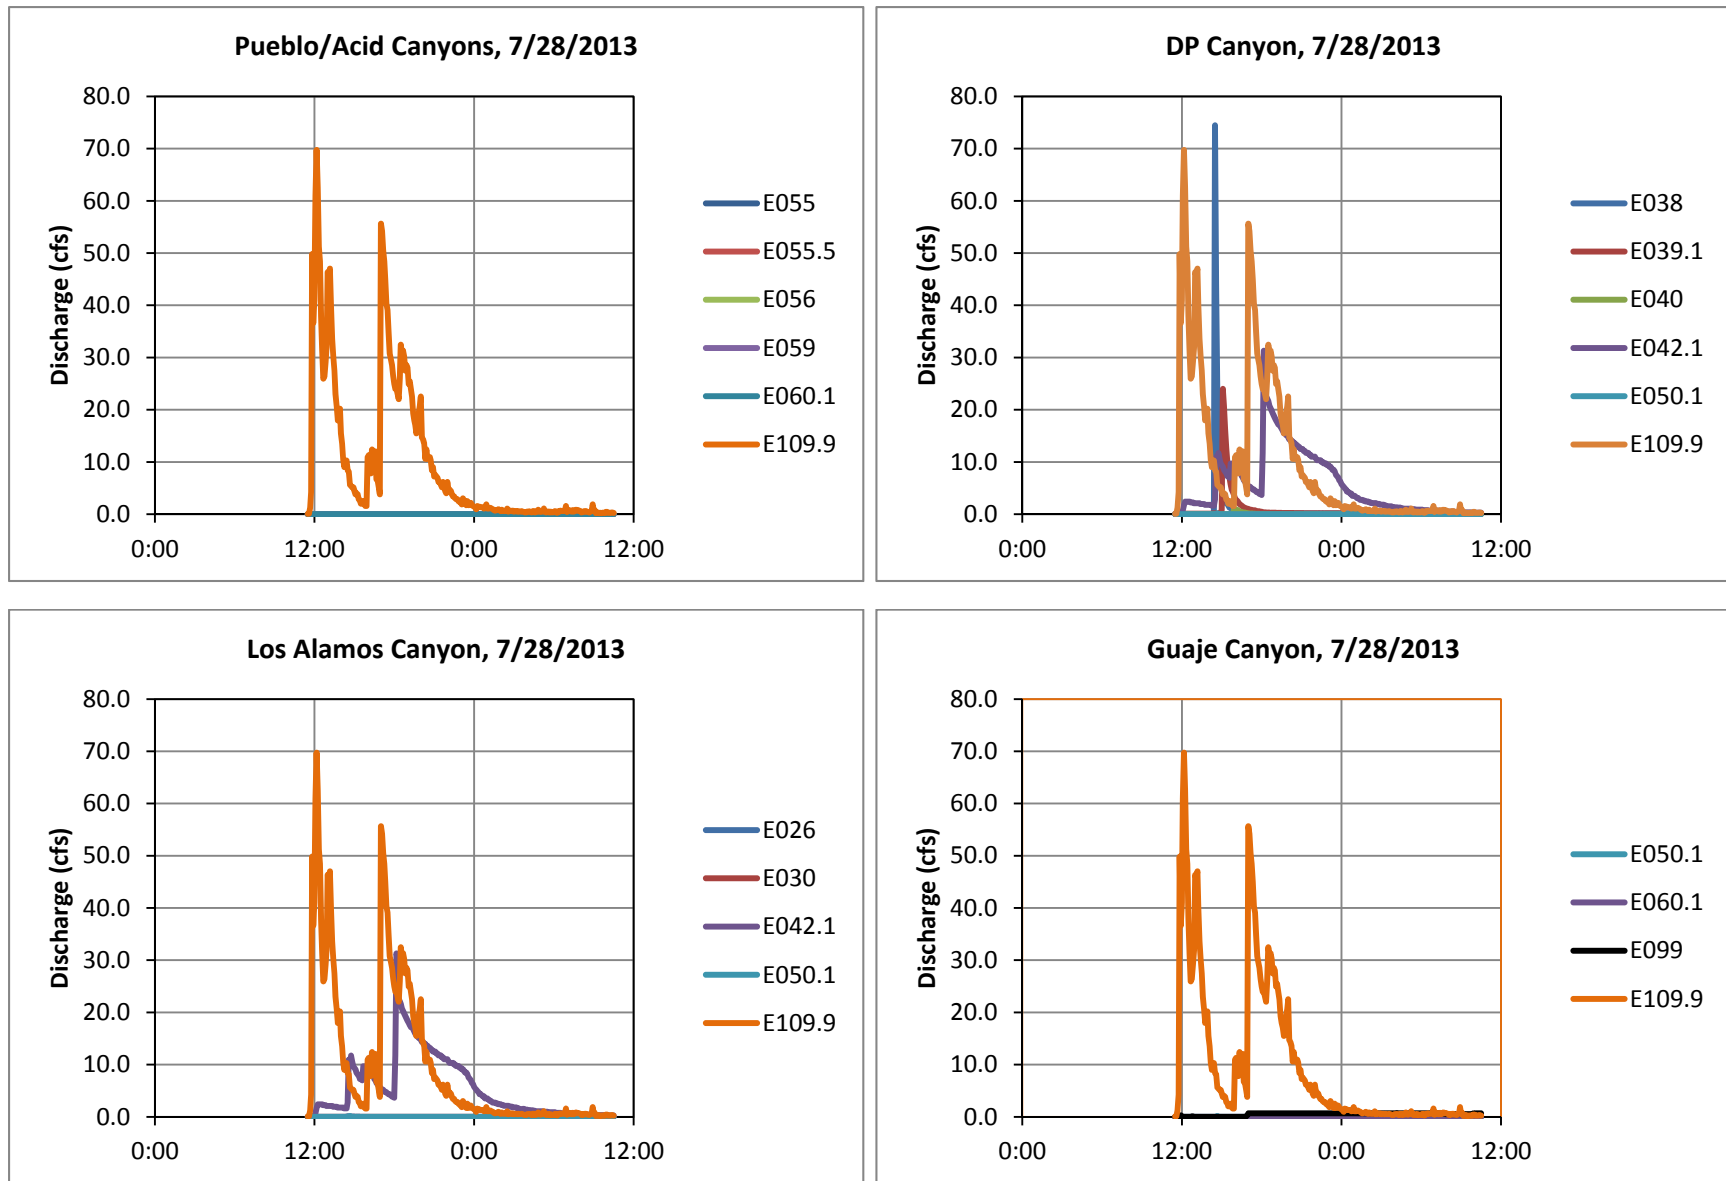 Pueblo/Acid Canyons, 7/28/2013
Discharge (cfs)
80.0
70.0
60.0
50.0
40.0
30.0
20.0
10.0
0.0
0:00 12:00 0:00 12:00
E055
E055.5
E056
E059
E060.1
E109.9
DP Canyon, 7/28/2013
Discharge (cfs)
80.0
70.0
60.0
50.0
40.0
30.0
20.0
10.0
0.0
0:00 12:00 0:00 12:00
E038
E039.1
E040
E042.1
E050.1
E109.9
Los Alamos Canyon, 7/28/2013
Discharge (cfs)
80.0
70.0
60.0
50.0
40.0
30.0
20.0
10.0
0.0
0:00 12:00 0:00 12:00
E026
E030
E042.1
E050.1
E109.9
Guaje Canyon, 7/28/2013
Discharge (cfs)
80.0
70.0
60.0
50.0
40.0
30.0
20.0
10.0
0.0
0:00 12:00 0:00 12:00
E050.1
E060.1
E099
E109.9